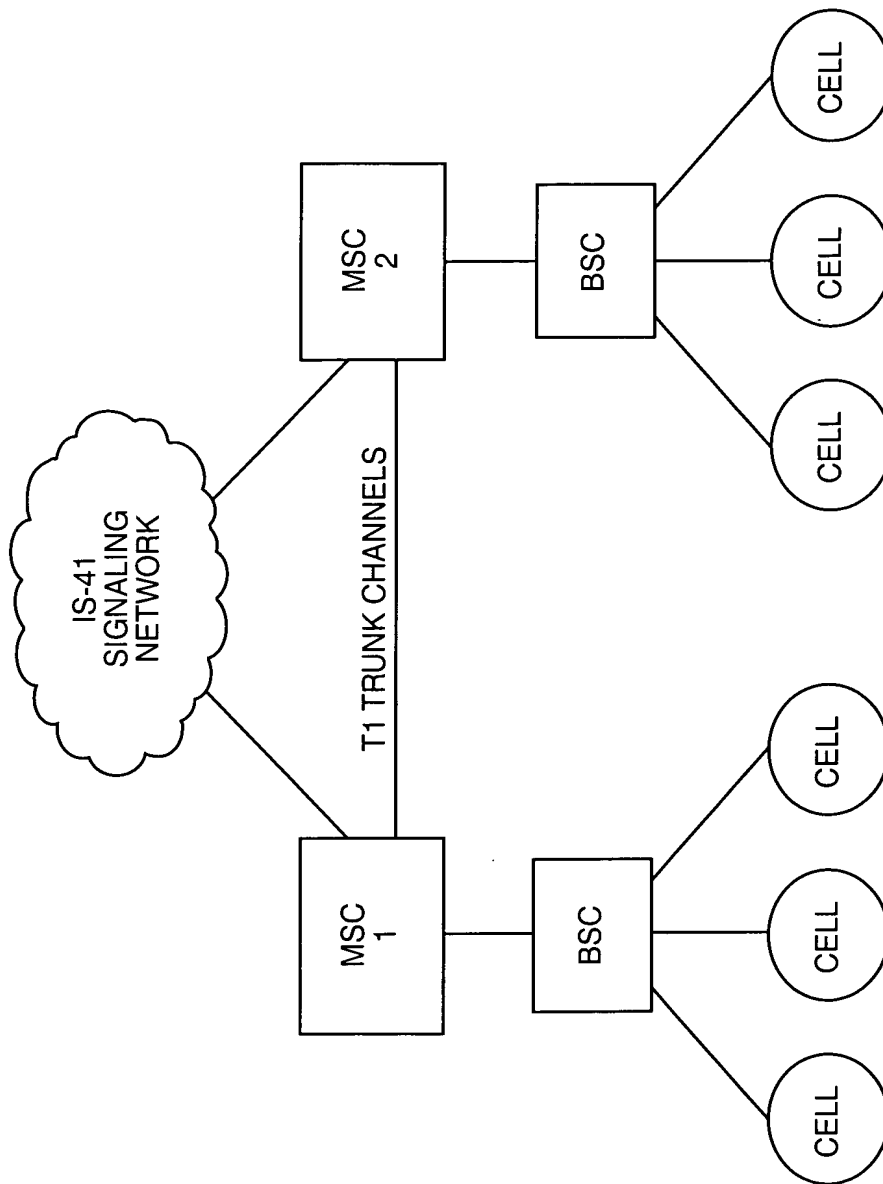 IS-41
SIGNALING
NETWORK
T1 TRUNK CHANNELS
MSC
1
MSC
2
BSC
BSC
CELL
CELL
CELL
CELL
CELL
CELL